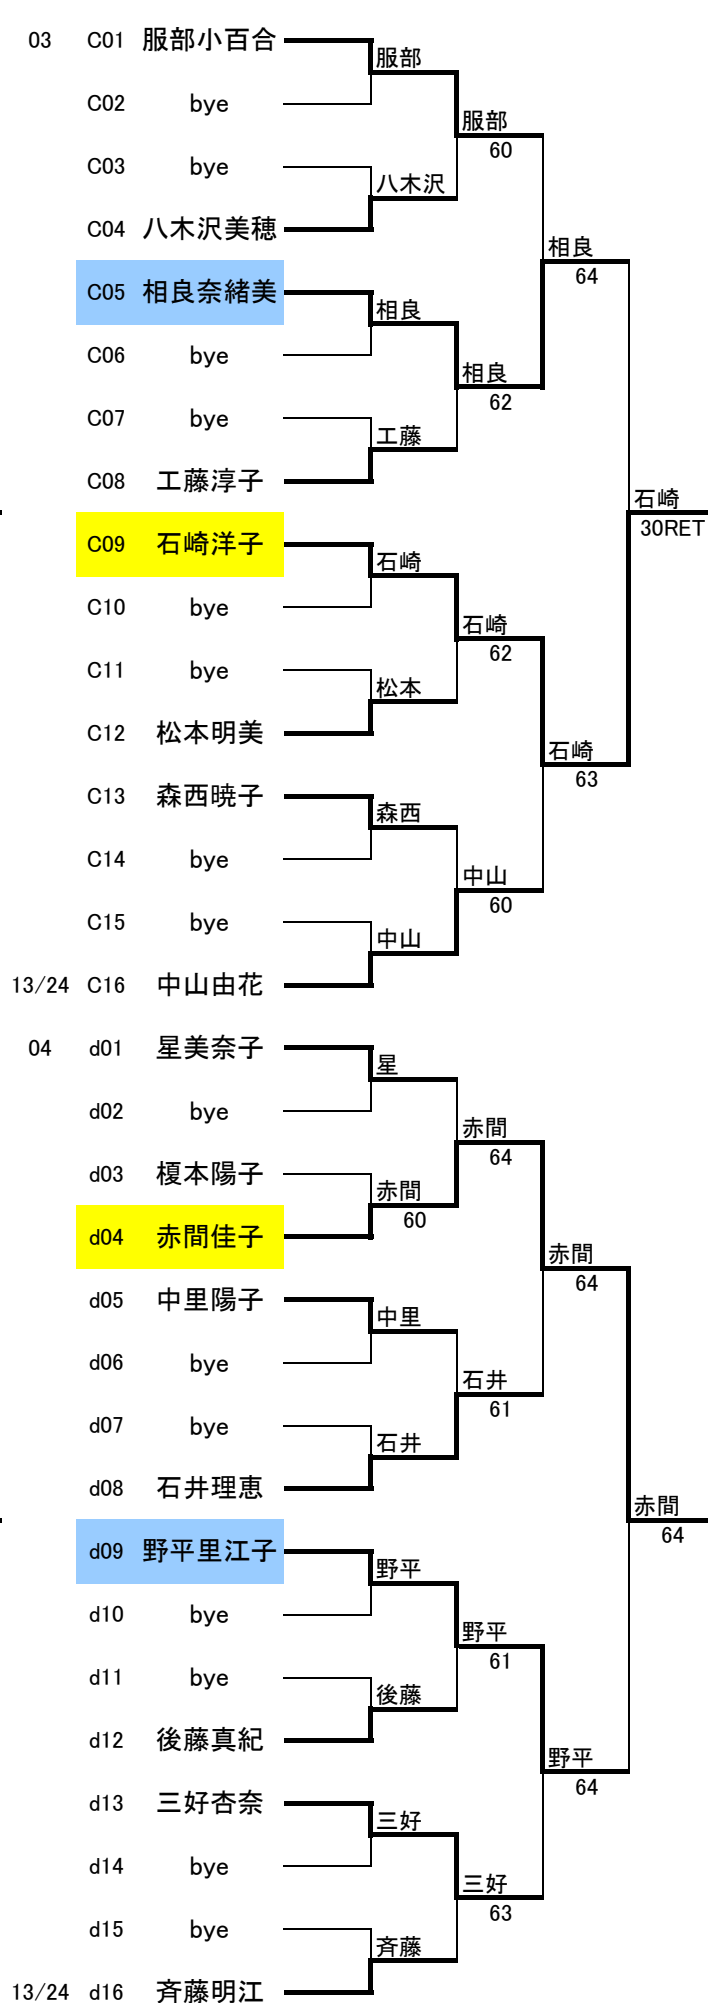 03 C01 服部小百合
服部
C02 bye
服部
60
C03 bye
八木沢
C04 八木沢美穂
相良
64
C05 相良奈緒美
相良
C06 bye
相良
62
C07 bye
工藤
C08 工藤淳子
石崎
30RET
C09 石崎洋子
石崎
C10 bye
石崎
62
C11 bye
松本
C12 松本明美
石崎
63
C13 森西暁子
森西
C14 bye
中山
60
C15 bye
中山
13/24 C16 中山由花
04 d01 星美奈子
星
d02 bye
赤間
64
d03 榎本陽子
赤間
60
d04 赤間佳子
赤間
64
d05 中里陽子
中里
d06 bye
石井
61
d07 bye
石井
d08 石井理恵
赤間
64
d09 野平里江子
野平
d10 bye
野平
61
d11 bye
後藤
d12 後藤真紀
野平
64
d13 三好杏奈
三好
d14 bye
三好
63
d15 bye
斉藤
13/24 d16 斉藤明江